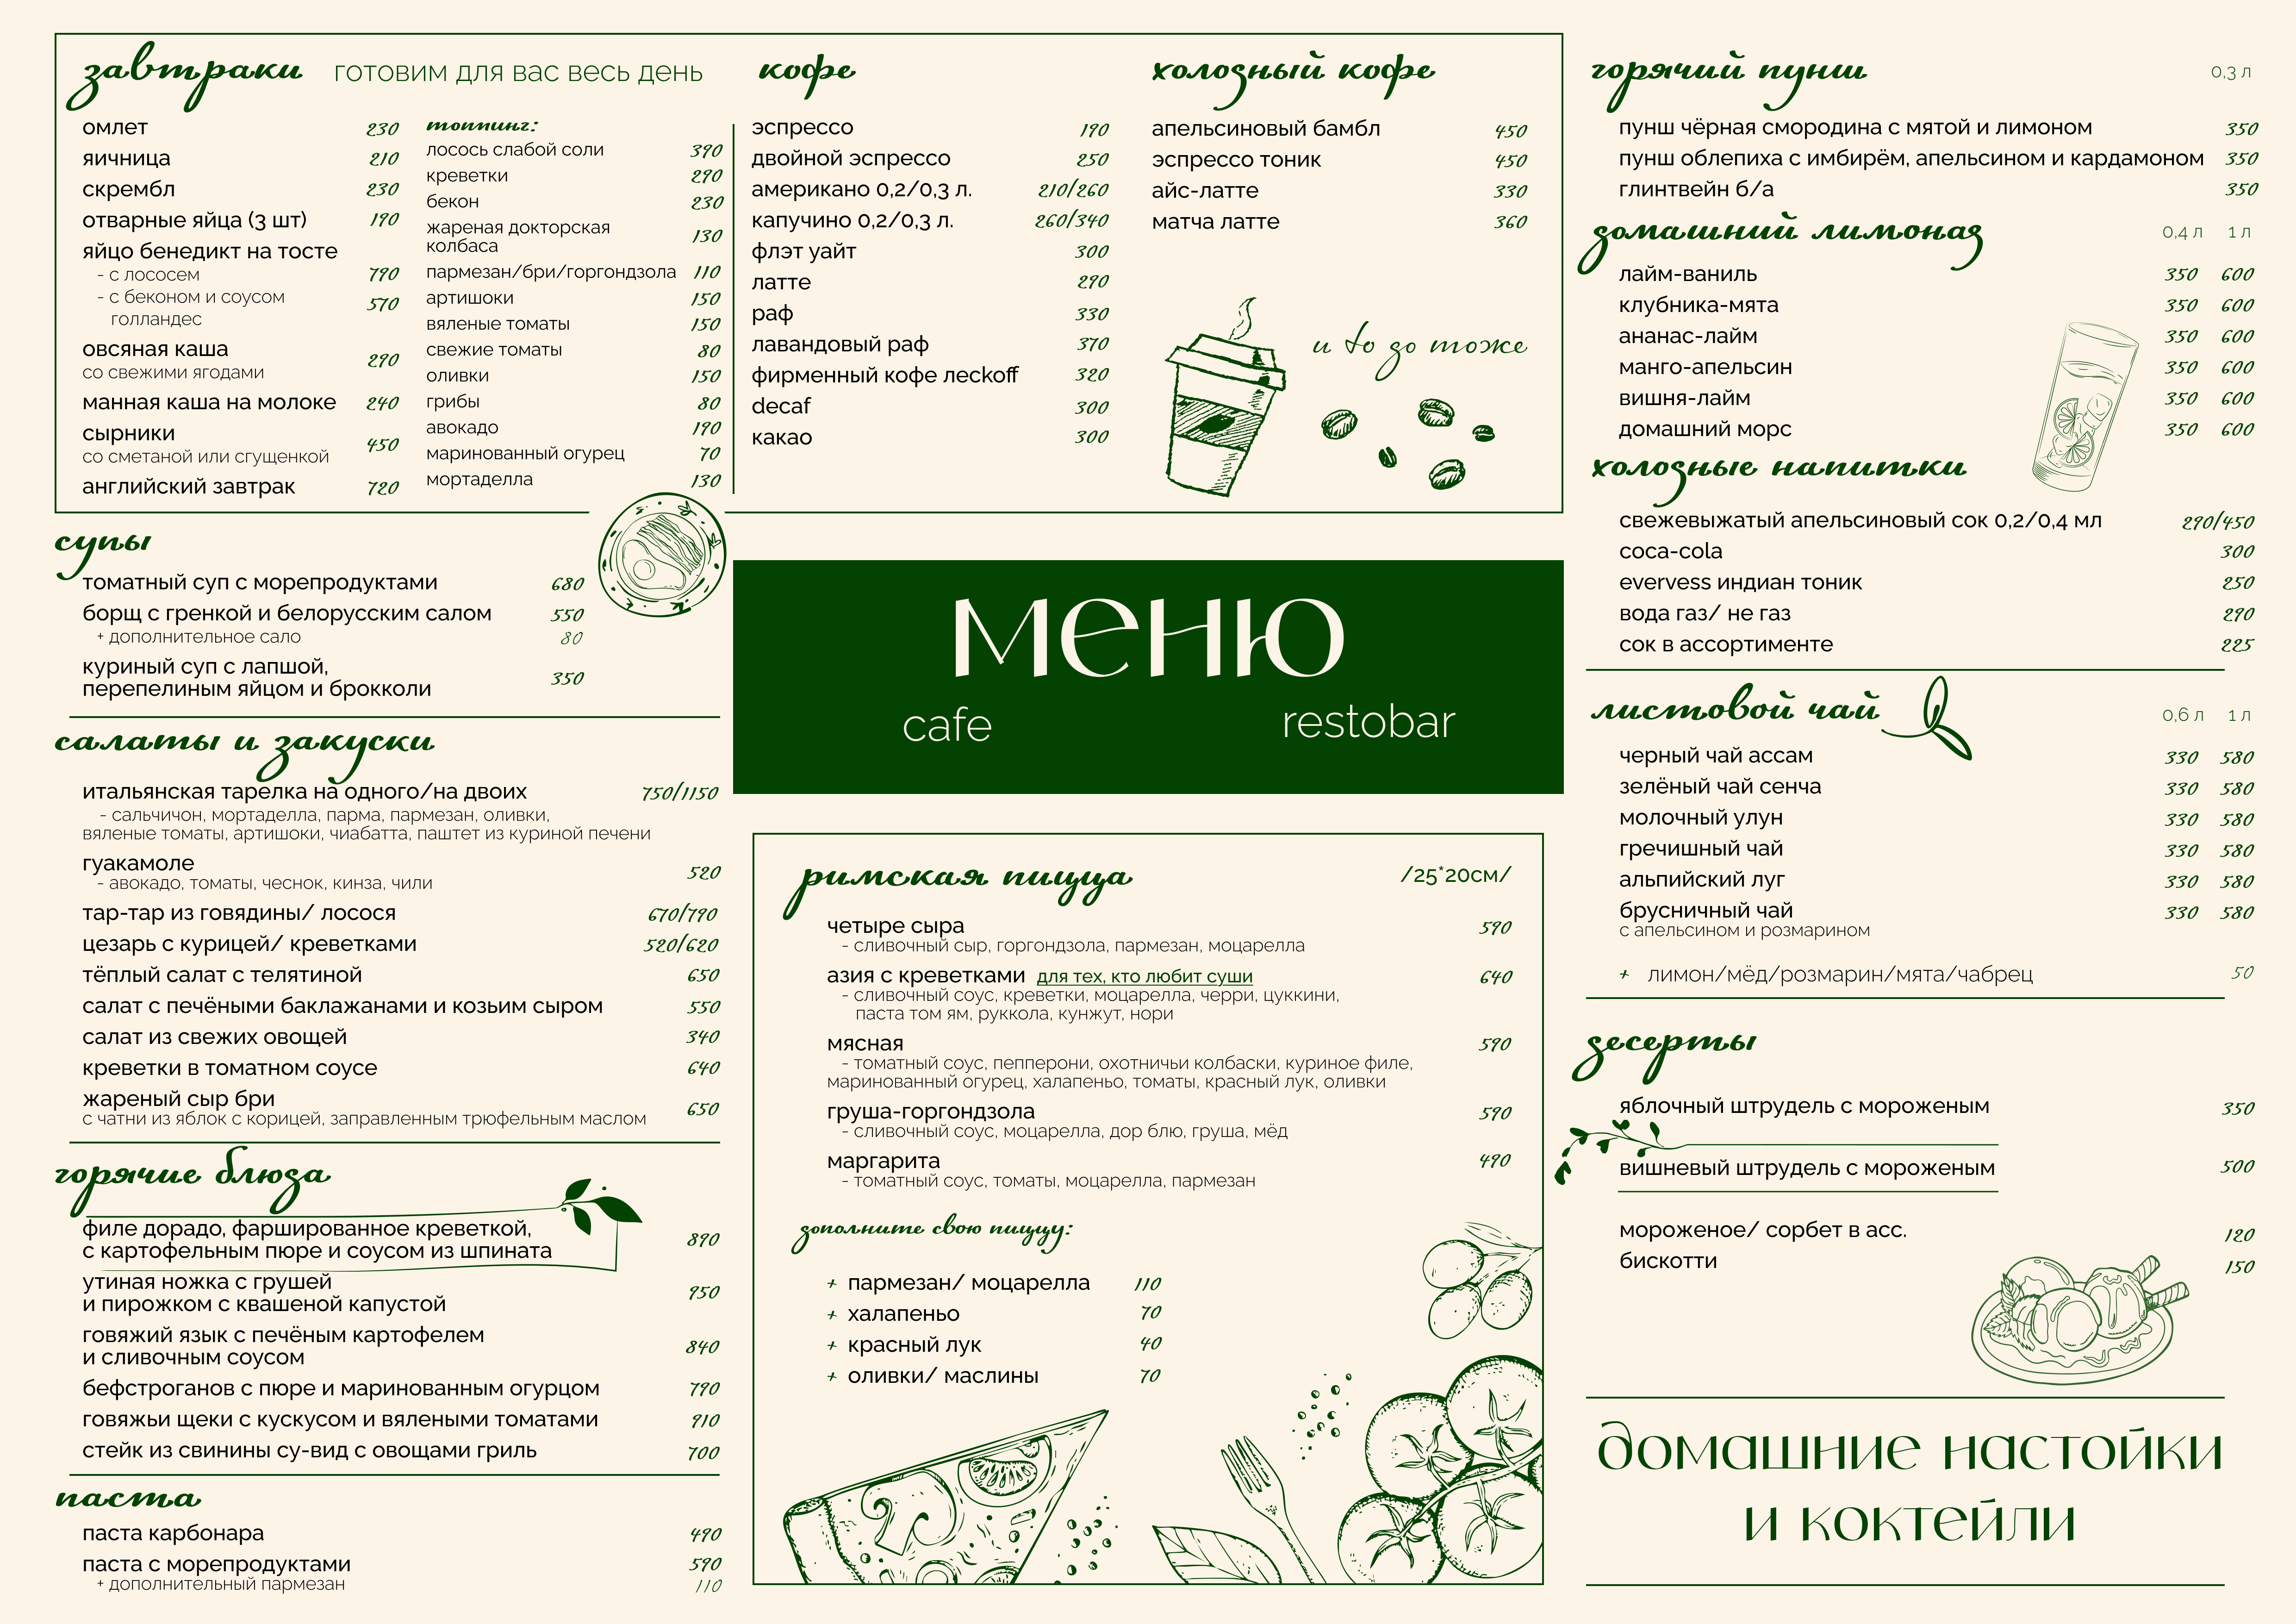 завтраки готовим для вас весь день
омлет 230
яичница 210
скрембл 230
отварные яйца (3 шт) 190
яйцо бенедикт на тосте
- с лососем 790
- с беконом и соусом 570
голландес
овсяная каша 290
со свежими ягодами
манная каша на молоке 240
сырники 450
со сметаной или сгущенкой
английский завтрак 720
топпинг:
лосось слабой соли 390
креветки 290
бекон 230
жареная докторская
колбаса 130
пармезан/бри/горгондзола 110
артишоки 150
вяленые томаты 150
свежие томаты 80
оливки 150
грибы 80
авокадо 190
маринованный огурец 70
мортаделла 130
кофе
эспрессо 190
двойной эспрессо 250
американо 0,2/0,3 л. 210/260
капучино 0,2/0,3 л. 260/340
флэт уайт 300
латте 290
раф 330
лавандовый раф 370
фирменный кофе лескoff 320
decaf 300
какао 300
холодный кофе
апельсиновый бамбл 450
эспрессо тоник 450
айс-латте 330
матча латте 360
и to go тоже
супы
томатный суп с морепродуктами 680
борщ с гренкой и белорусским салом 550
+ дополнительное сало 80
куриный суп с лапшой,
перепелиным яйцом и брокколи 350
салаты и закуски
итальянская тарелка на одного/на двоих 750/1150
- сальчичон, мортаделла, парма, пармезан, оливки,
вяленые томаты, артишоки, чиабатта, паштет из куриной печени
гуакамоле 520
- авокадо, томаты, чеснок, кинза, чили
тар-тар из говядины/ лосося 670/790
цезарь с курицей/ креветками 520/620
тёплый салат с телятиной 650
салат с печёными баклажанами и козьим сыром 550
салат из свежих овощей 340
креветки в томатном соусе 640
жареный сыр бри 650
с чатни из яблок с корицей, заправленным трюфельным маслом
горячие блюда
филе дорадо, фаршированное креветкой,
с картофельным пюре и соусом из шпината 890
утиная ножка с грушей
и пирожком с квашеной капустой 950
говяжий язык с печёным картофелем
и сливочным соусом 840
бефстроганов с пюре и маринованным огурцом 790
говяжьи щеки с кускусом и вялеными томатами 910
стейк из свинины су-вид с овощами гриль 700
паста
паста карбонара 490
паста с морепродуктами 590
+ дополнительный пармезан 110
меню
cafe restobar
римская пицца /25*20см/
четыре сыра 590
- сливочный сыр, горгондзола, пармезан, моцарелла
азия с креветками для тех, кто любит суши 640
- сливочный соус, креветки, моцарелла, черри, цуккини,
паста том ям, руккола, кунжут, нори
мясная 590
- томатный соус, пепперони, охотничьи колбаски, куриное филе,
маринованный огурец, халапеньо, томаты, красный лук, оливки
груша-горгондзола 590
- сливочный соус, моцарелла, дор блю, груша, мёд
маргарита 490
- томатный соус, томаты, моцарелла, пармезан
дополните свою пиццу:
+ пармезан/ моцарелла 110
+ халапеньо 70
+ красный лук 40
+ оливки/ маслины 70
горячий пунш 0,3 л
пунш чёрная смородина с мятой и лимоном 350
пунш облепиха с имбирём, апельсином и кардамоном 350
глинтвейн б/а 350
домашний лимонад 0,4 л 1 л
лайм-ваниль 350 600
клубника-мята 350 600
ананас-лайм 350 600
манго-апельсин 350 600
вишня-лайм 350 600
домашний морс 350 600
холодные напитки
свежевыжатый апельсиновый сок 0,2/0,4 мл 290/450
coca-cola 300
evervess индиан тоник 250
вода газ/ не газ 290
сок в ассортименте 225
листовой чай 0,6 л 1 л
черный чай ассам 330 580
зелёный чай сенча 330 580
молочный улун 330 580
гречишный чай 330 580
альпийский луг 330 580
брусничный чай 330 580
с апельсином и розмарином
+ лимон/мёд/розмарин/мята/чабрец 50
десерты
яблочный штрудель с мороженым 350
вишневый штрудель с мороженым 500
мороженое/ сорбет в асс. 120
бискотти 150
домашние настойки
и коктейли